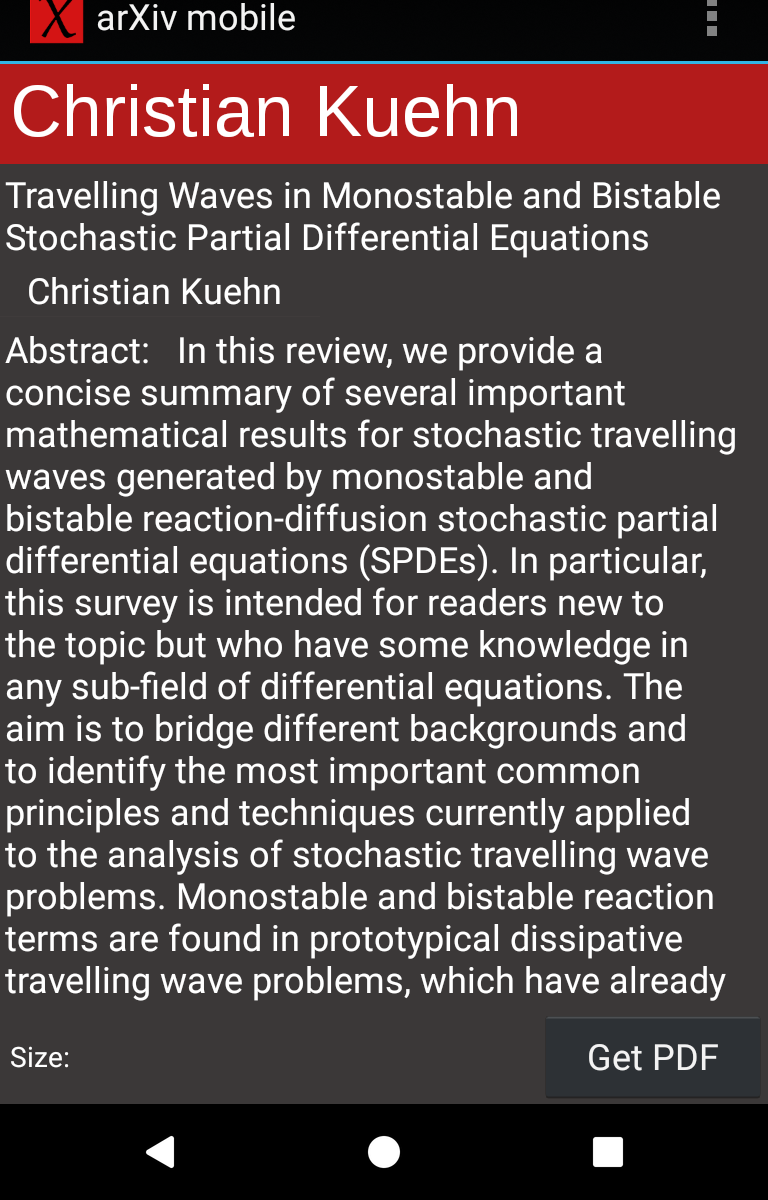 arXiv mobile
Christian Kuehn
Travelling Waves in Monostable and Bistable
Stochastic Partial Differential Equations
Christian Kuehn
Abstract: In this review, we provide a
concise summary of several important
mathematical results for stochastic travelling
waves generated by monostable and
bistable reaction-diffusion stochastic partial
differential equations (SPDEs). In particular,
this survey is intended for readers new to
the topic but who have some knowledge in
any sub-field of differential equations. The
aim is to bridge different backgrounds and
to identify the most important common
principles and techniques currently applied
to the analysis of stochastic travelling wave
problems. Monostable and bistable reaction
terms are found in prototypical dissipative
travelling wave problems, which have already
Size:
Get PDF